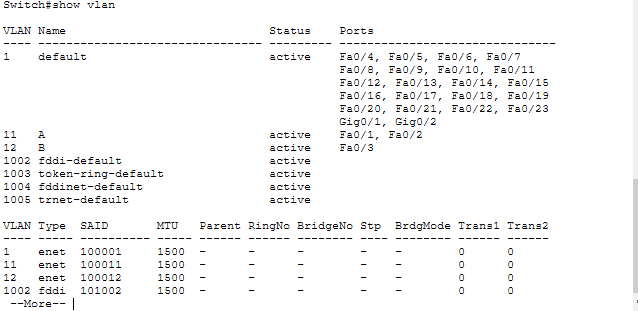 Switch#show vlan
VLAN Name                             Status    Ports
---- -------------------------------- --------- -------------------------------
1    default                          active    Fa0/4, Fa0/5, Fa0/6, Fa0/7
                                                Fa0/8, Fa0/9, Fa0/10, Fa0/11
                                                Fa0/12, Fa0/13, Fa0/14, Fa0/15
                                                Fa0/16, Fa0/17, Fa0/18, Fa0/19
                                                Fa0/20, Fa0/21, Fa0/22, Fa0/23
                                                Gig0/1, Gig0/2
11   A                                active    Fa0/1, Fa0/2
12   B                                active    Fa0/3
1002 fddi-default                     active
1003 token-ring-default               active
1004 fddinet-default                  active
1005 trnet-default                    active
VLAN Type  SAID       MTU   Parent RingNo BridgeNo Stp  BrdgMode Trans1 Trans2
---- ----- ---------- ----- ------ ------ -------- ---- -------- ------ ------
1    enet  100001     1500  -      -      -        -    -        0      0
11   enet  100011     1500  -      -      -        -    -        0      0
12   enet  100012     1500  -      -      -        -    -        0      0
1002 fddi  101002     1500  -      -      -        -    -        0      0
 --More--